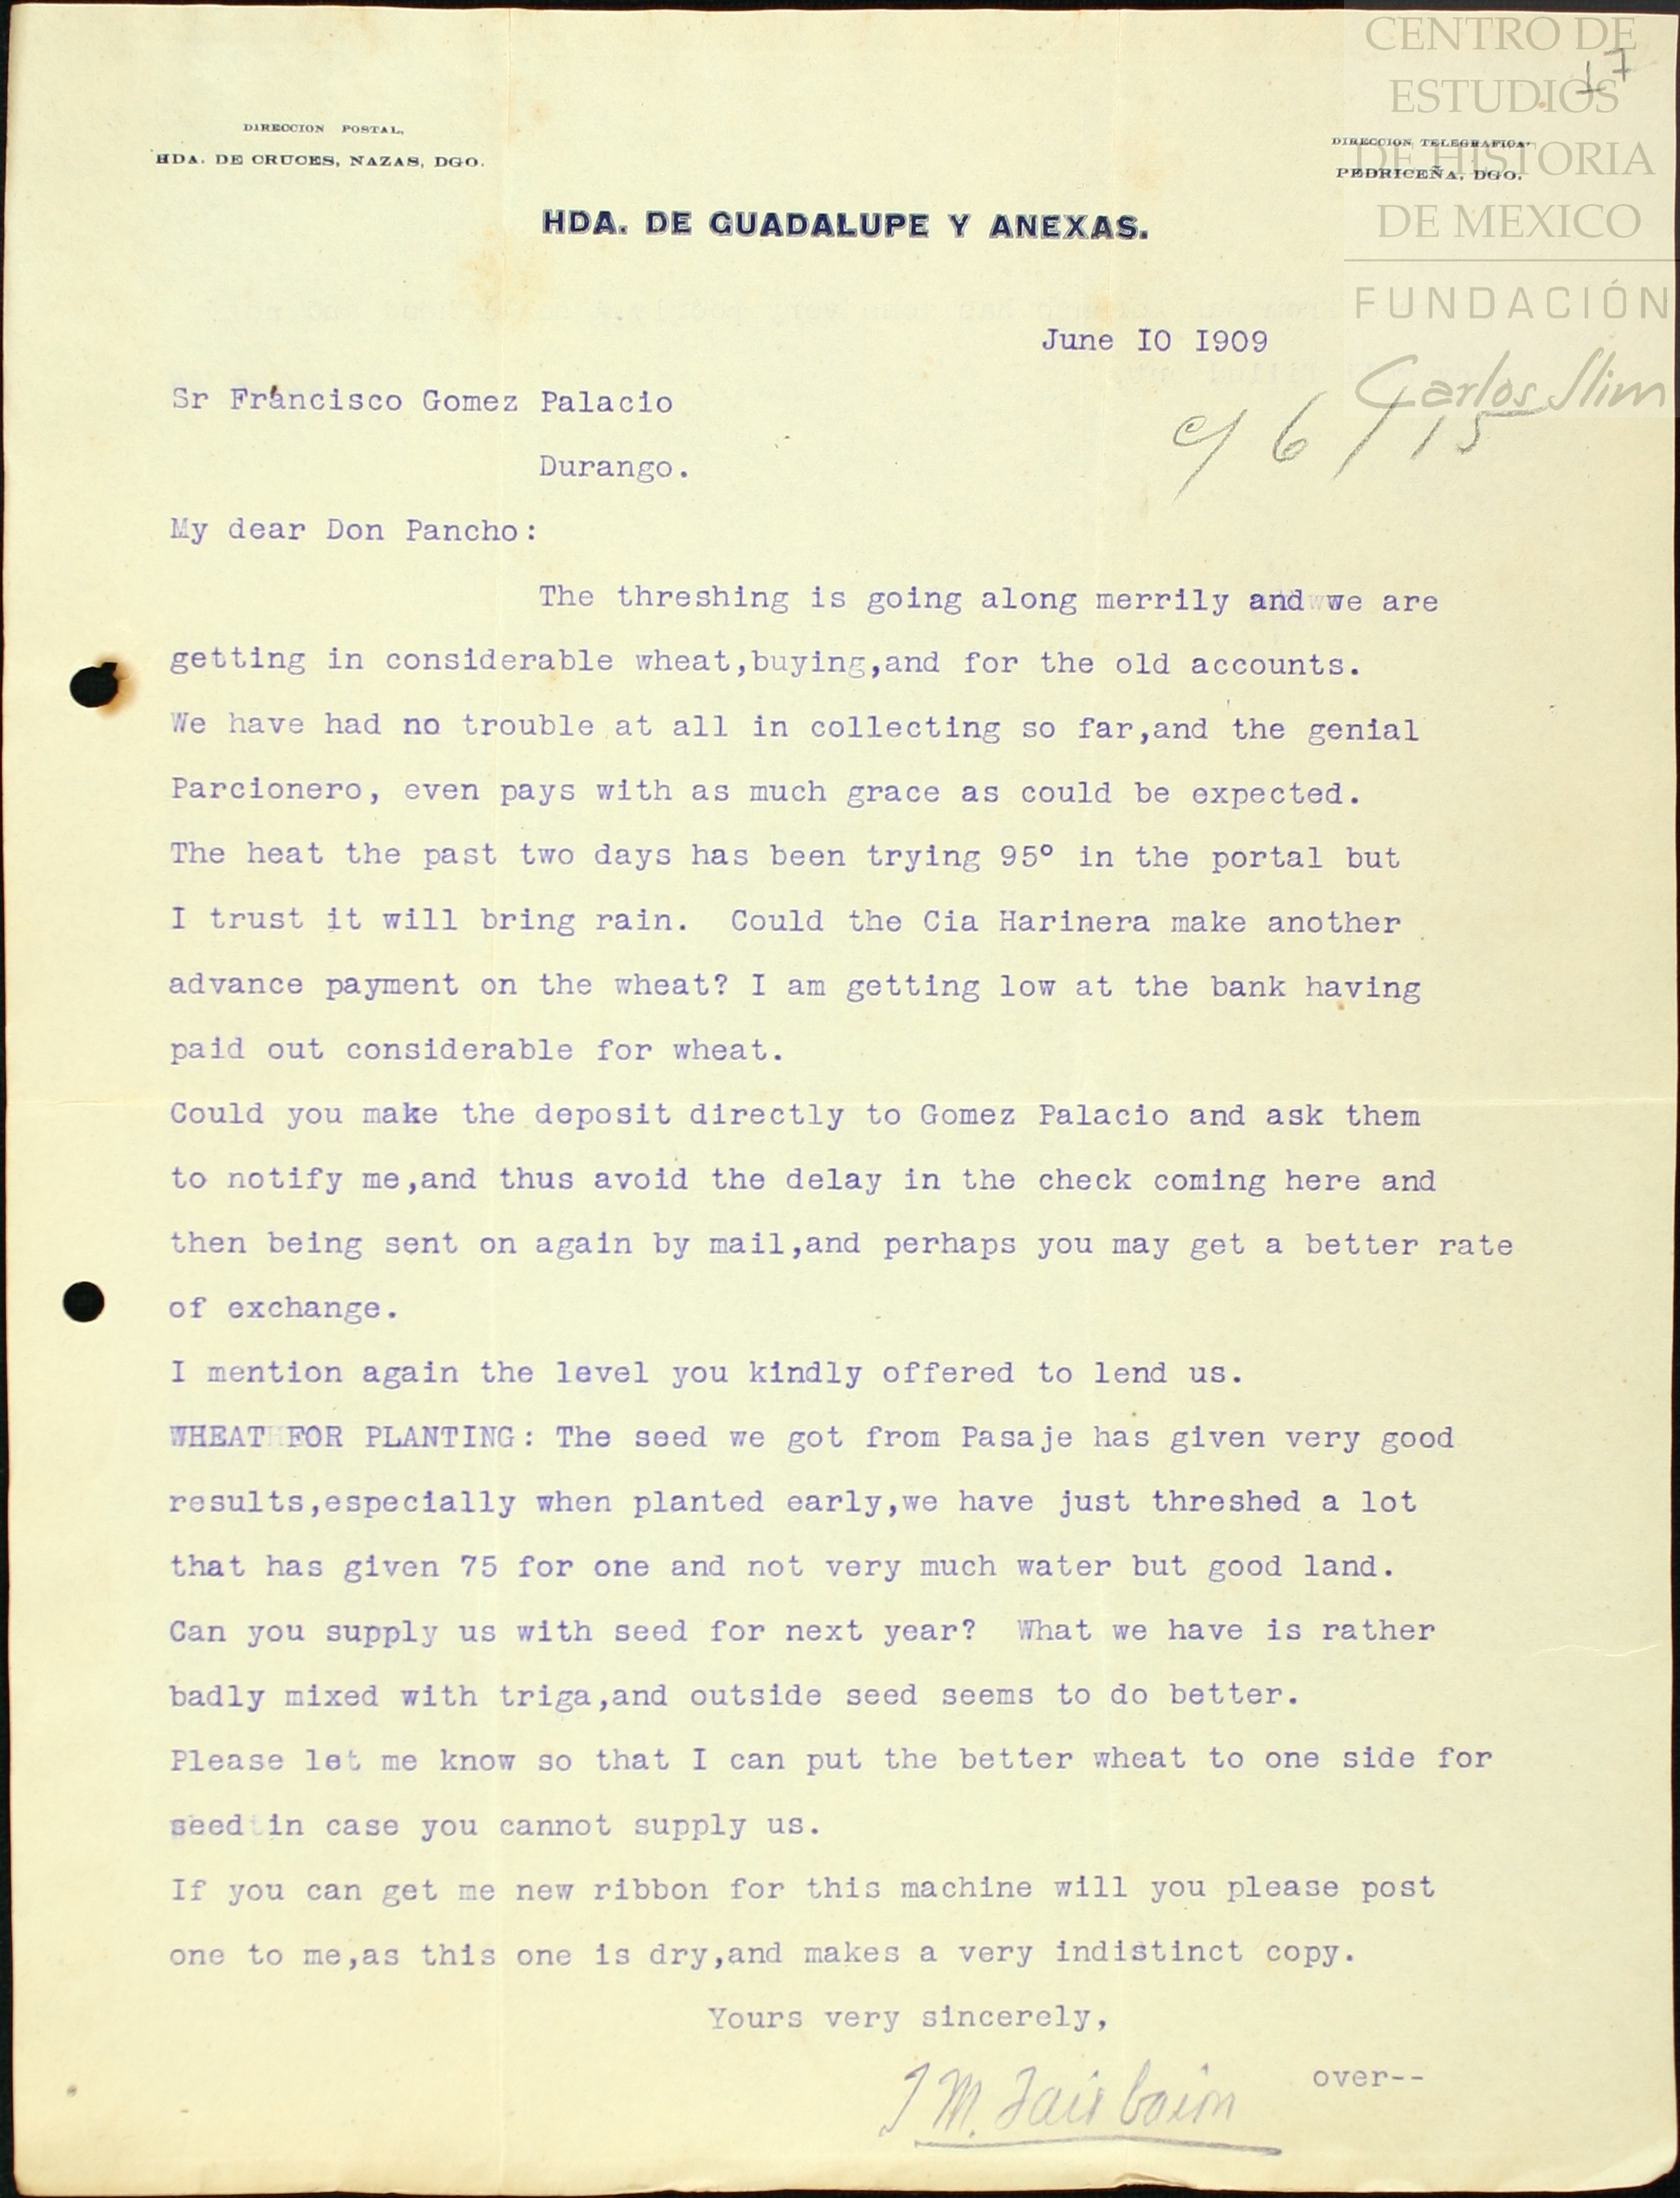 CENTRO DE
ESTUDIOS
DE HISTORIA
DE MEXICO
FUNDACIÓN
Carlos Slim
17
DIRECCION POSTAL,
HDA. DE CRUCES, NAZAS, DGO.
DIRECCION TELEGRAFICA·
PEDRICEÑA, DGO.
HDA. DE GUADALUPE Y ANEXAS.
June IO I909
c/ 6/15
Sr Francisco Gomez Palacio
Durango.
My dear Don Pancho:
The threshing is going along merrily and we are
getting in considerable wheat,buying,and for the old accounts.
We have had no trouble at all in collecting so far,and the genial
Parcionero, even pays with as much grace as could be expected.
The heat the past two days has been trying 95° in the portal but
I trust it will bring rain. Could the Cia Harinera make another
advance payment on the wheat? I am getting low at the bank having
paid out considerable for wheat.
Could you make the deposit directly to Gomez Palacio and ask them
to notify me,and thus avoid the delay in the check coming here and
then being sent on again by mail,and perhaps you may get a better rate
of exchange.
I mention again the level you kindly offered to lend us.
WHEAT FOR PLANTING: The seed we got from Pasaje has given very good
results,especially when planted early,we have just threshed a lot
that has given 75 for one and not very much water but good land.
Can you supply us with seed for next year? What we have is rather
badly mixed with triga,and outside seed seems to do better.
Please let me know so that I can put the better wheat to one side for
seed in case you cannot supply us.
If you can get me new ribbon for this machine will you please post
one to me,as this one is dry,and makes a very indistinct copy.
Yours very sincerely,
over--
J M. Fairbairn